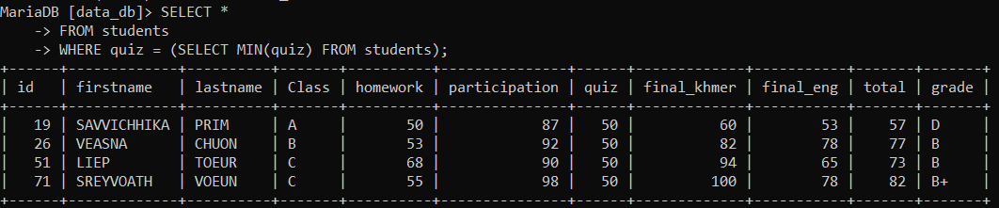 MariaDB [data_db]> SELECT *
    -> FROM students
    -> WHERE quiz = (SELECT MIN(quiz) FROM students);
+------+------------+----------+-------+----------+---------------+------+-------------+-----------+-------+-------+
| id   | firstname  | lastname | Class | homework | participation | quiz | final_khmer | final_eng | total | grade |
+------+------------+----------+-------+----------+---------------+------+-------------+-----------+-------+-------+
|   19 | SAVVICHHIKA | PRIM     | A     |       50 |            87 |   50 |          60 |        53 |    57 | D     |
|   26 | VEASNA      | CHUON    | B     |       53 |            92 |   50 |          82 |        78 |    77 | B     |
|   51 | LIEP        | TOEUR    | C     |       68 |            90 |   50 |          94 |        65 |    73 | B     |
|   71 | SREYVOATH   | VOEUN    | C     |       55 |            98 |   50 |         100 |        78 |    82 | B+    |
+------+------------+----------+-------+----------+---------------+------+-------------+-----------+-------+-------+